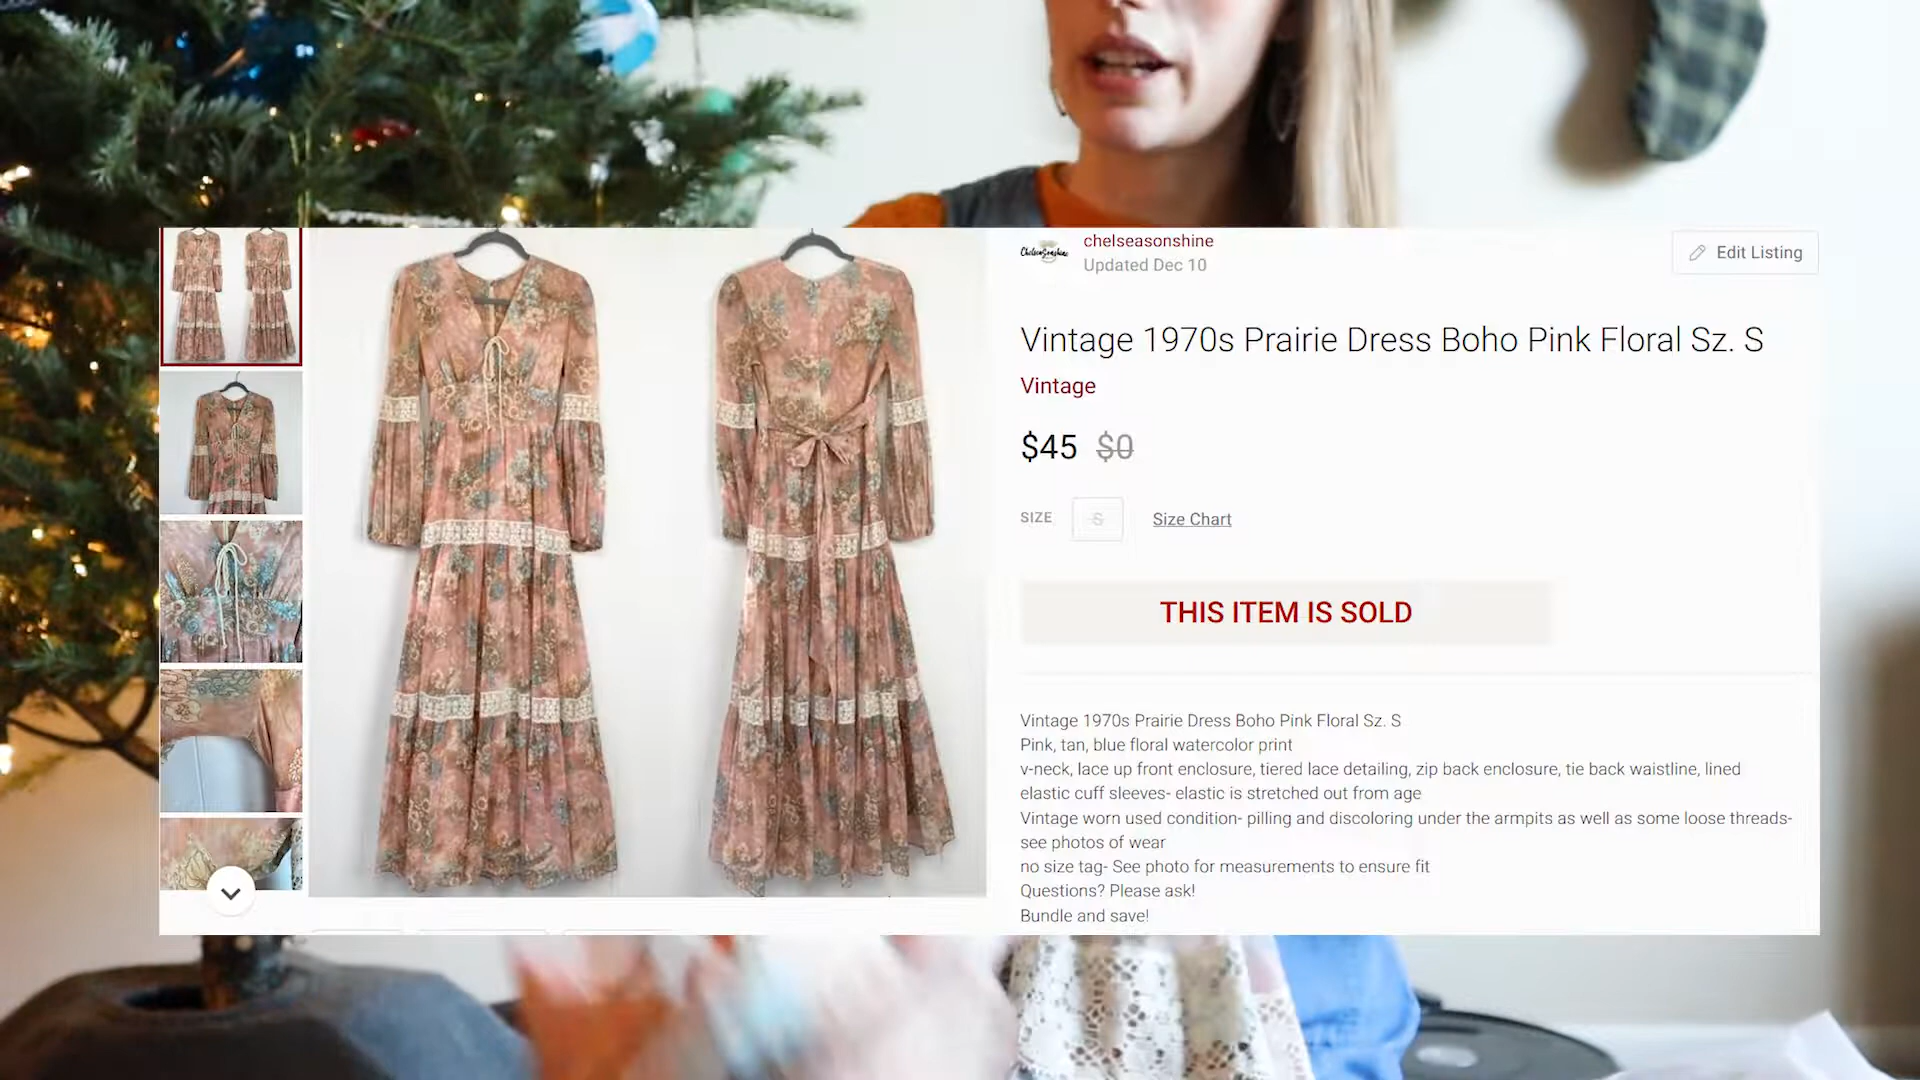 ChelseaSonshine
chelseasonshine
Updated Dec 10
Edit Listing
Vintage 1970s Prairie Dress Boho Pink Floral Sz. S
Vintage
$45 $0
SIZE S Size Chart
THIS ITEM IS SOLD
Vintage 1970s Prairie Dress Boho Pink Floral Sz. S
Pink, tan, blue floral watercolor print
v-neck, lace up front enclosure, tiered lace detailing, zip back enclosure, tie back waistline, lined
elastic cuff sleeves- elastic is stretched out from age
Vintage worn used condition- pilling and discoloring under the armpits as well as some loose threads-
see photos of wear
no size tag- See photo for measurements to ensure fit
Questions? Please ask!
Bundle and save!